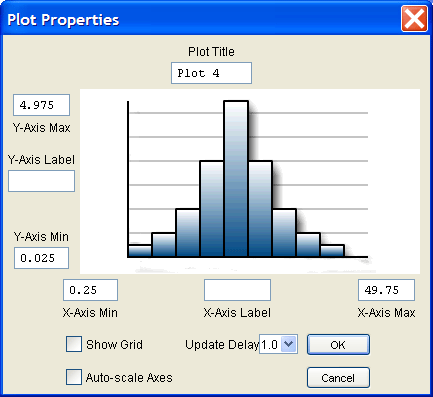 Plot Properties
Plot Title
Plot 4
4.975
Y-Axis Max
Y-Axis Label
Y-Axis Min
0.025
0.25
49.75
X-Axis Min
X-Axis Label
X-Axis Max
Show Grid
Update Delay 1.0
OK
Auto-scale Axes
Cancel